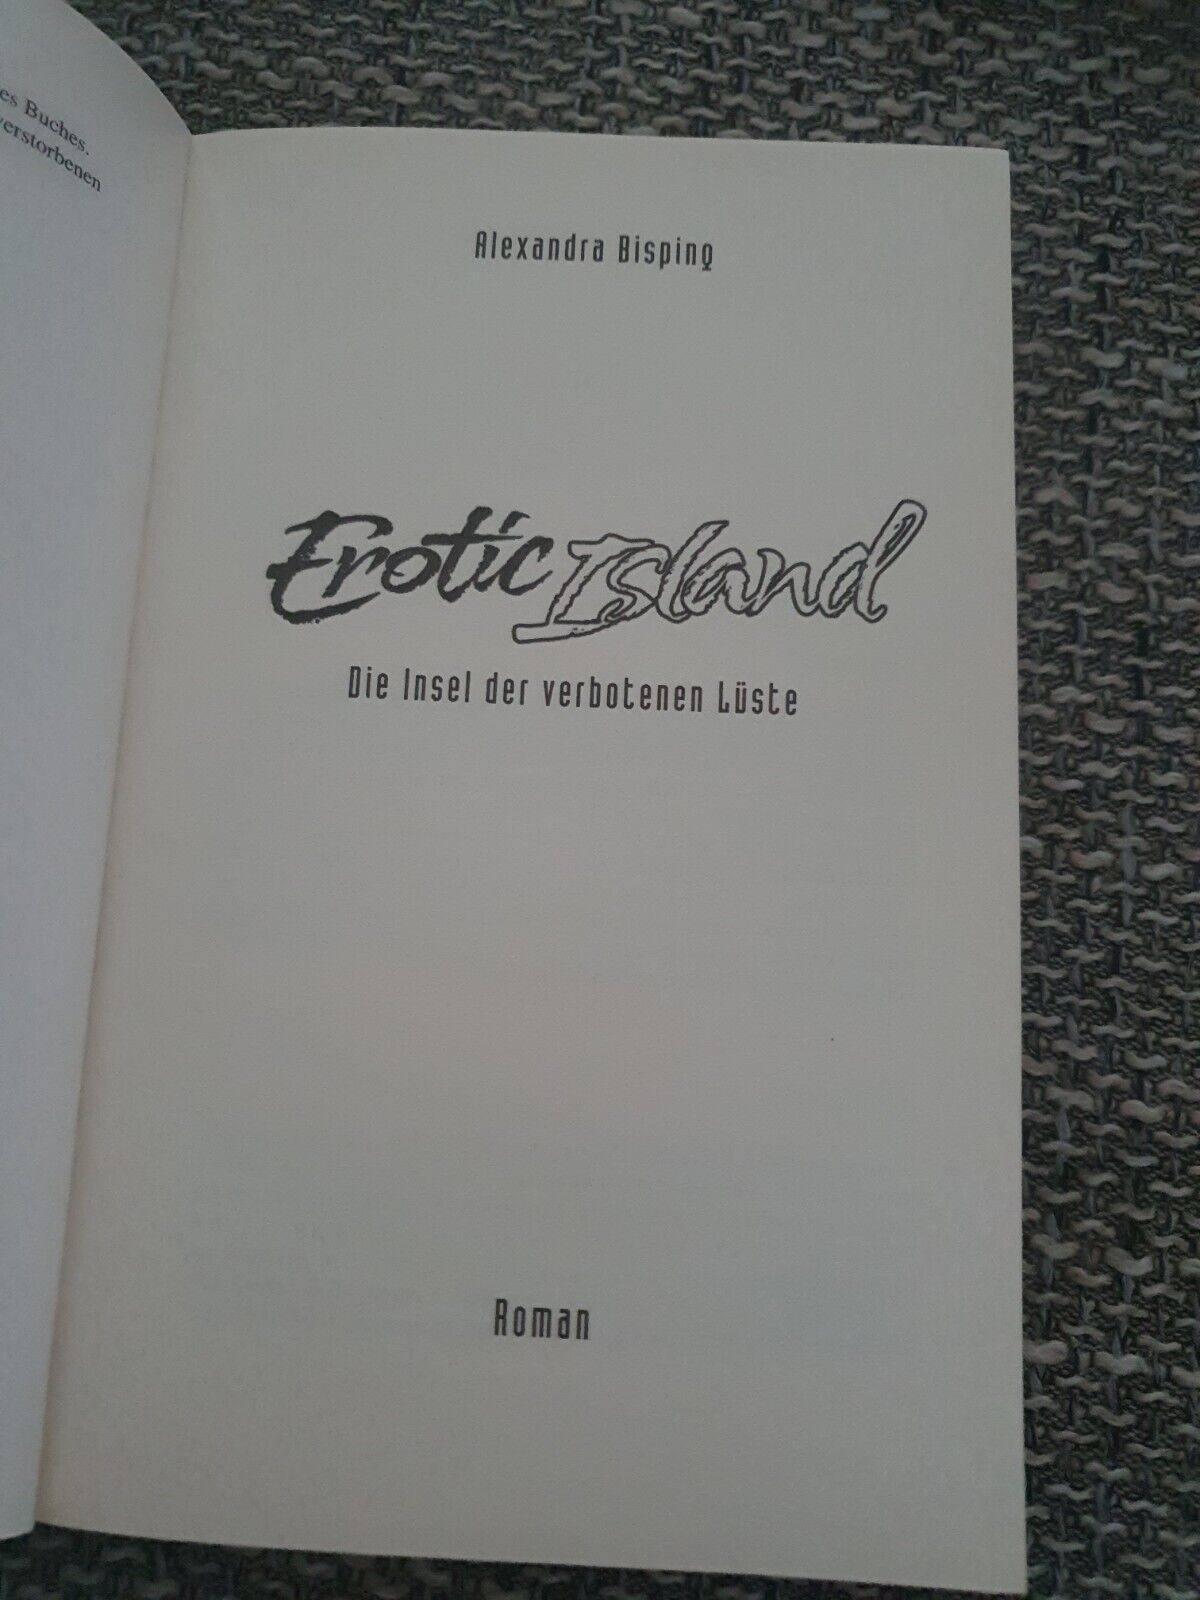 es Buches.
verstorbenen
Alexandra Bisping
Erotic Island
Die Insel der verbotenen Lüste
Roman